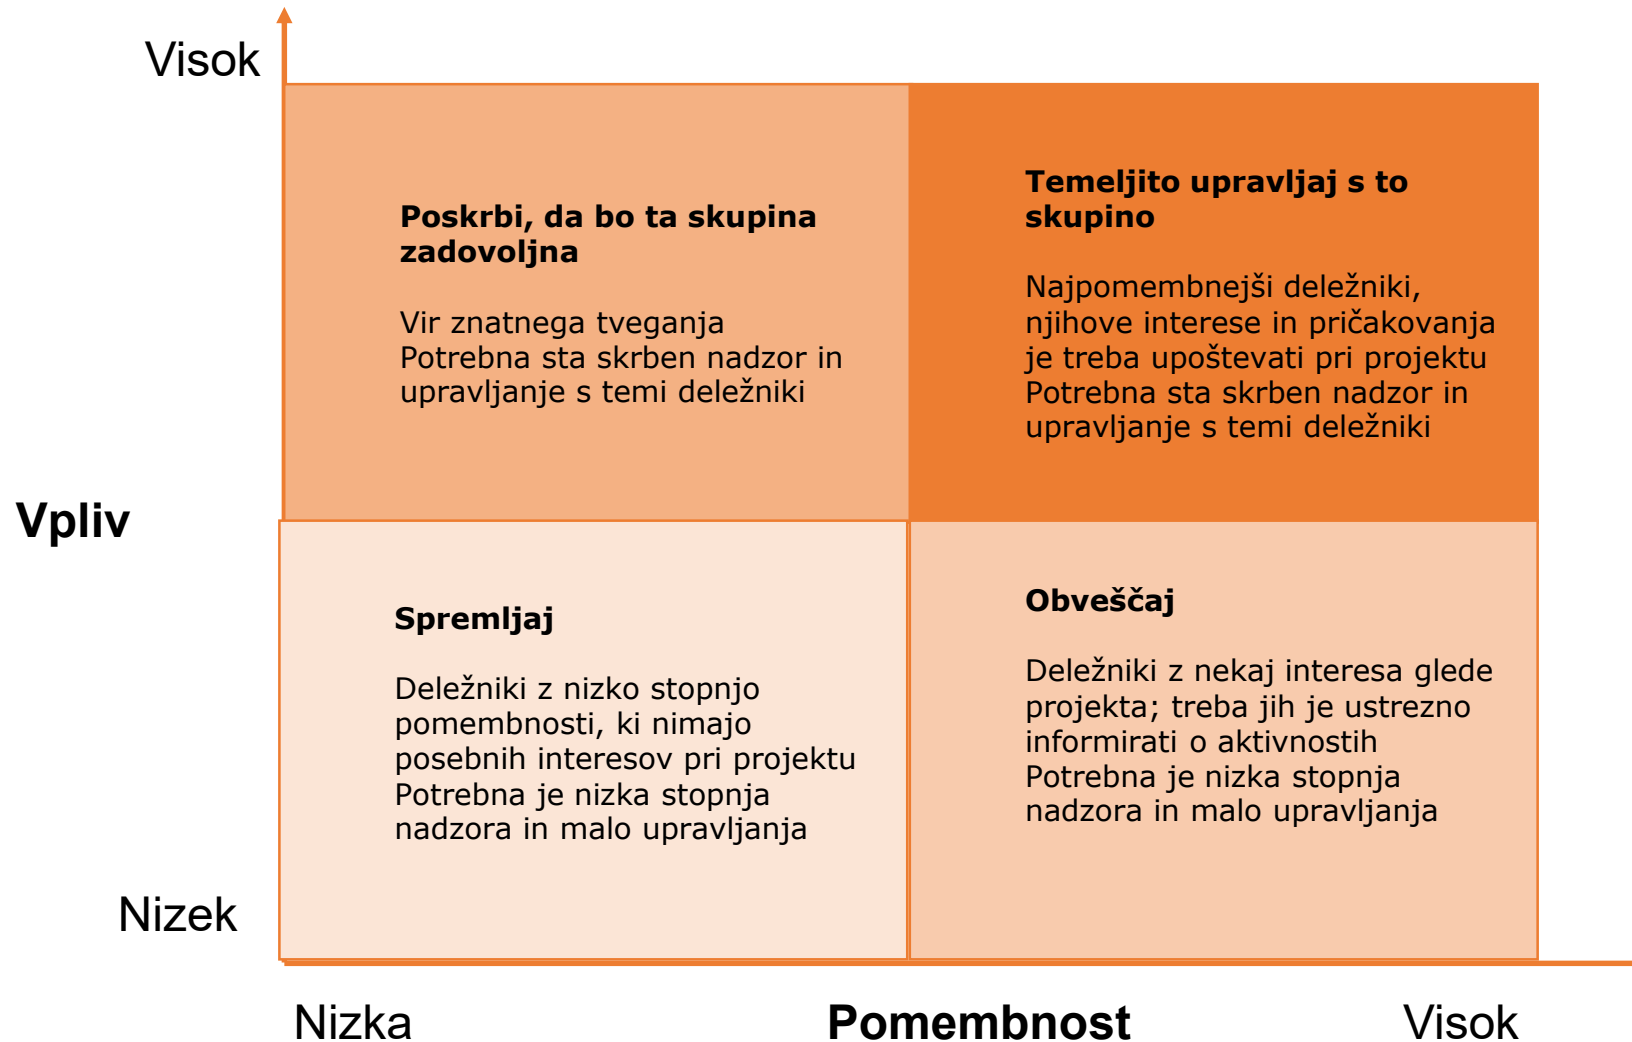 Visok
Poskrbi, da bo ta skupina
zadovoljna
Vir znatnega tveganja
Potrebna sta skrben nadzor in
upravljanje s temi deležniki
Temeljito upravljaj s to
skupino
Najpomembnejši deležniki,
njihove interese in pričakovanja
je treba upoštevati pri projektu
Potrebna sta skrben nadzor in
upravljanje s temi deležniki
Vpliv
Spremljaj
Deležniki z nizko stopnjo
pomembnosti, ki nimajo
posebnih interesov pri projektu
Potrebna je nizka stopnja
nadzora in malo upravljanja
Obveščaj
Deležniki z nekaj interesa glede
projekta; treba jih je ustrezno
informirati o aktivnostih
Potrebna je nizka stopnja
nadzora in malo upravljanja
Nizek
Nizka
Pomembnost
Visok